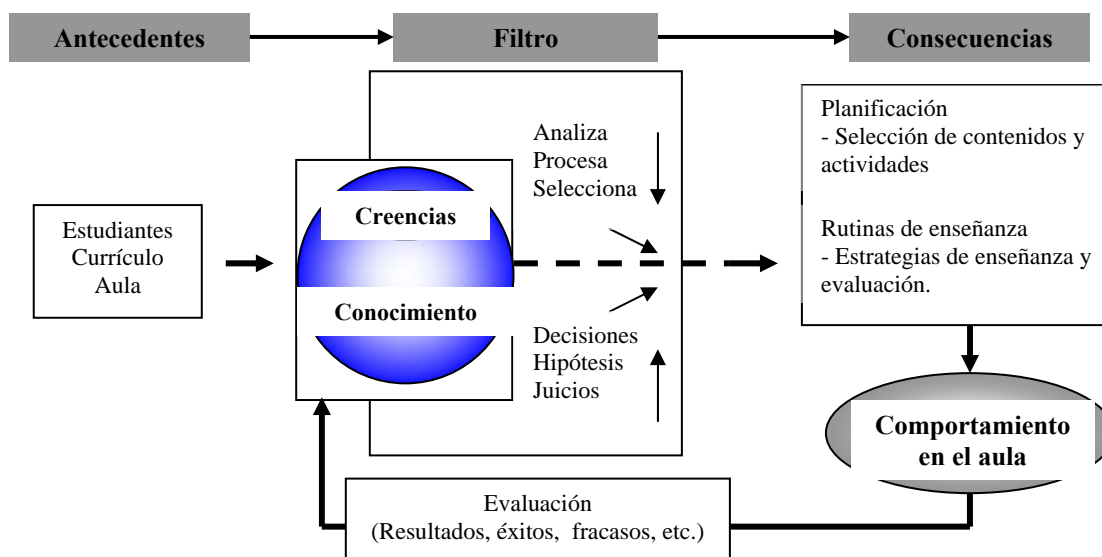 Antecedentes
Filtro
Consecuencias
Estudiantes
Currículo
Aula
Creencias
Conocimiento
Analiza
Procesa
Selecciona
Decisiones
Hipótesis
Juicios
Planificación
- Selección de contenidos y
actividades
Rutinas de enseñanza
- Estrategias de enseñanza y
evaluación.
Comportamiento
en el aula
Evaluación
(Resultados, éxitos, fracasos, etc.)